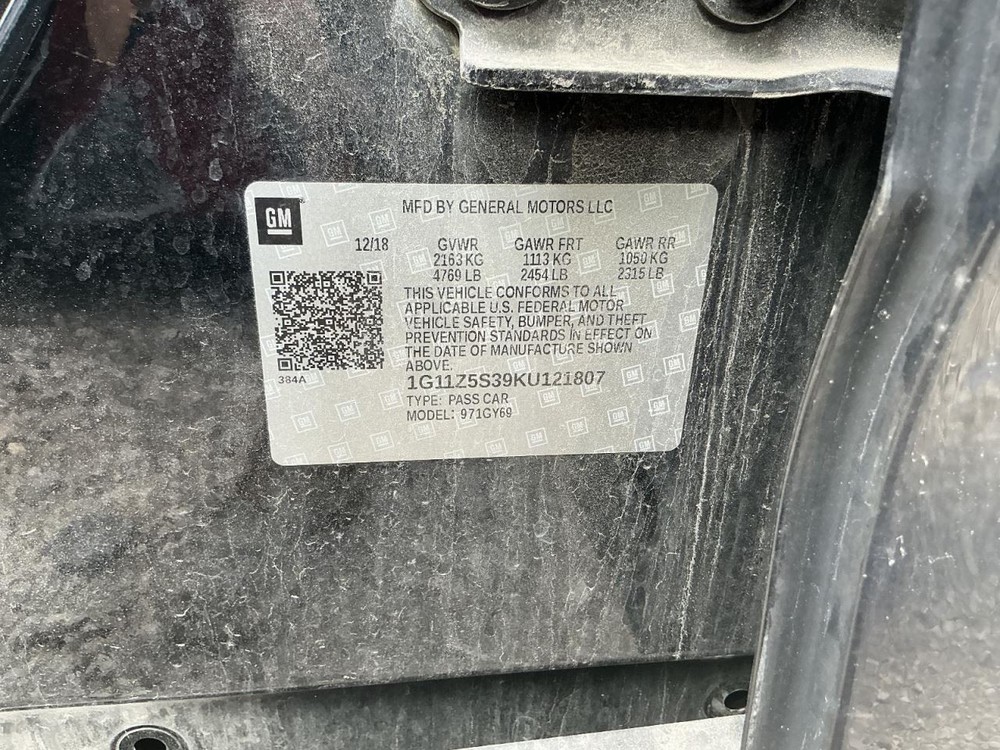 GM
MFD BY GENERAL MOTORS LLC
12/18 GVWR GAWR FRT GAWR RR
2163 KG 1113 KG 1050 KG
4769 LB 2454 LB 2315 LB
THIS VEHICLE CONFORMS TO ALL
APPLICABLE U.S. FEDERAL MOTOR
VEHICLE SAFETY, BUMPER, AND THEFT
PREVENTION STANDARDS IN EFFECT ON
THE DATE OF MANUFACTURE SHOWN
ABOVE.
384A
1G11Z5S39KU121807
TYPE: PASS CAR
MODEL: 971GY69